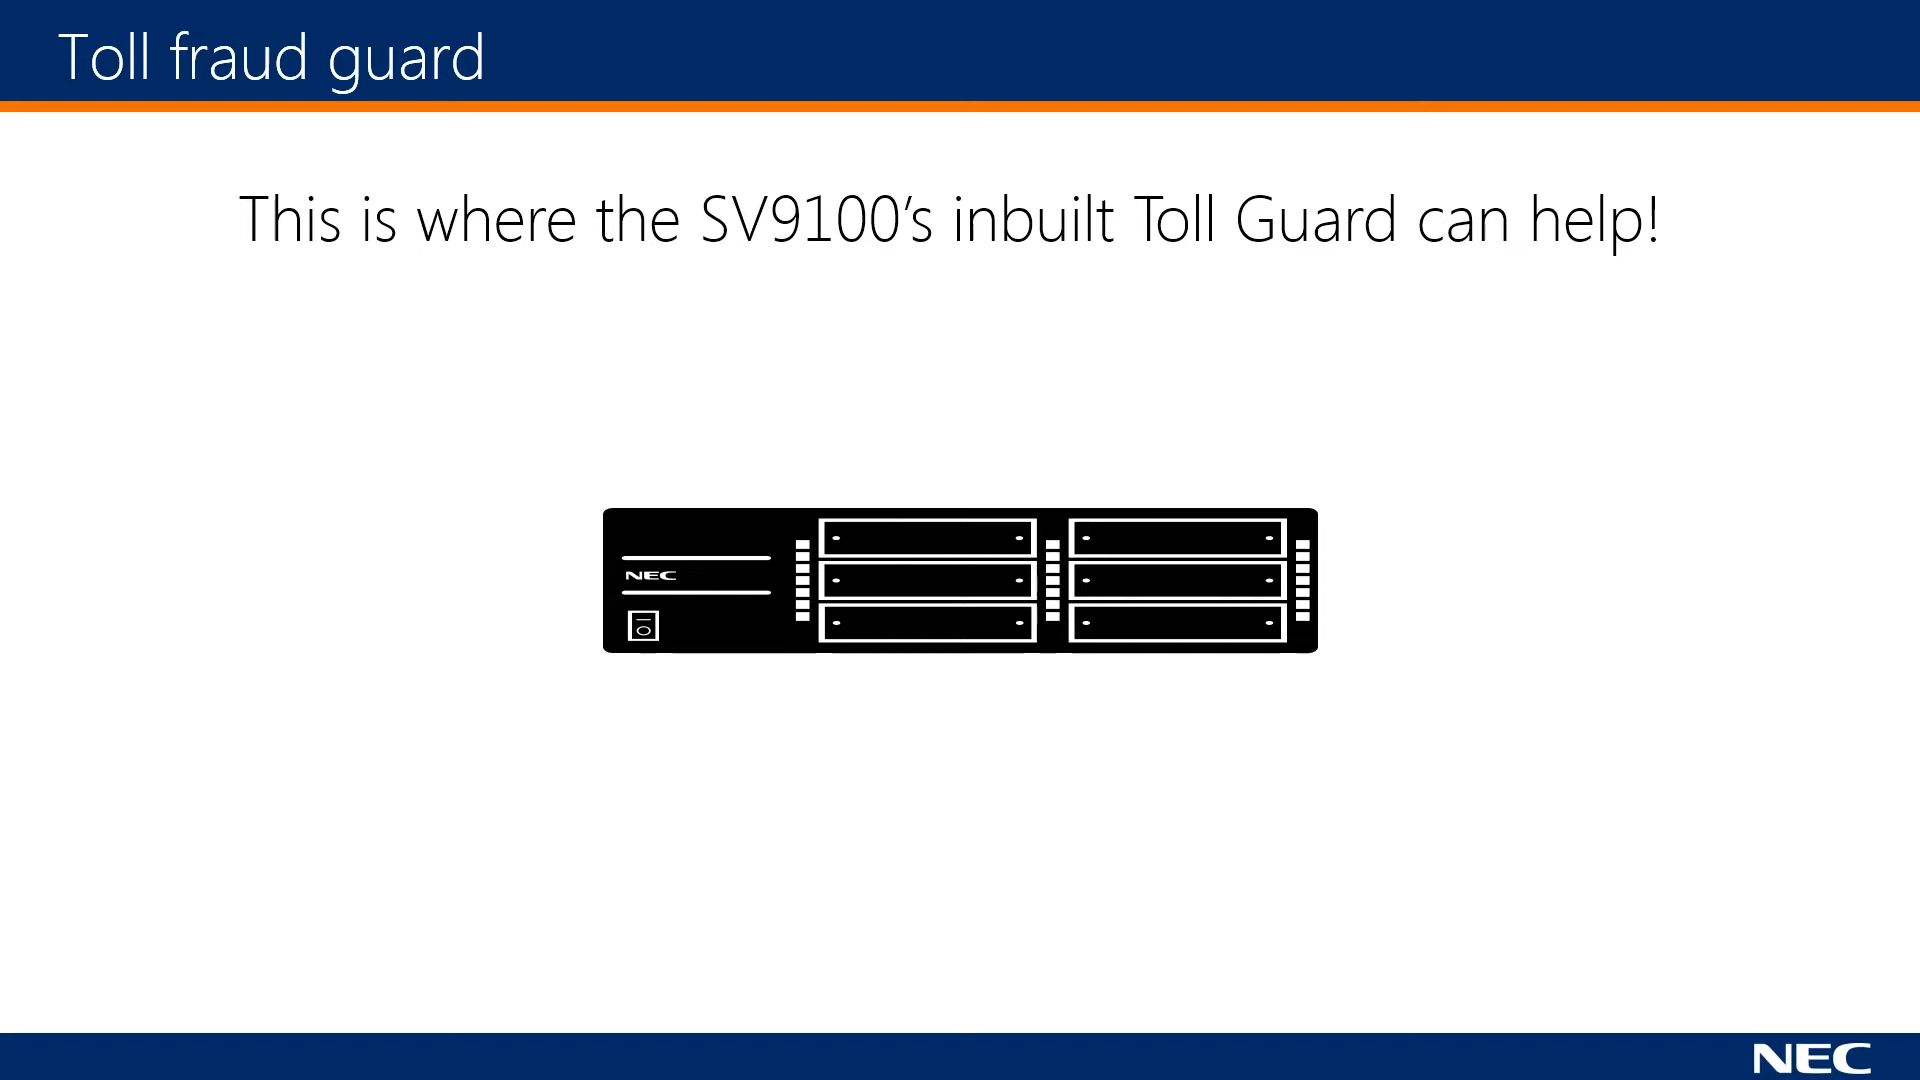 Toll fraud guard
This is where the SV9100’s inbuilt Toll Guard can help!
NEC
NEC